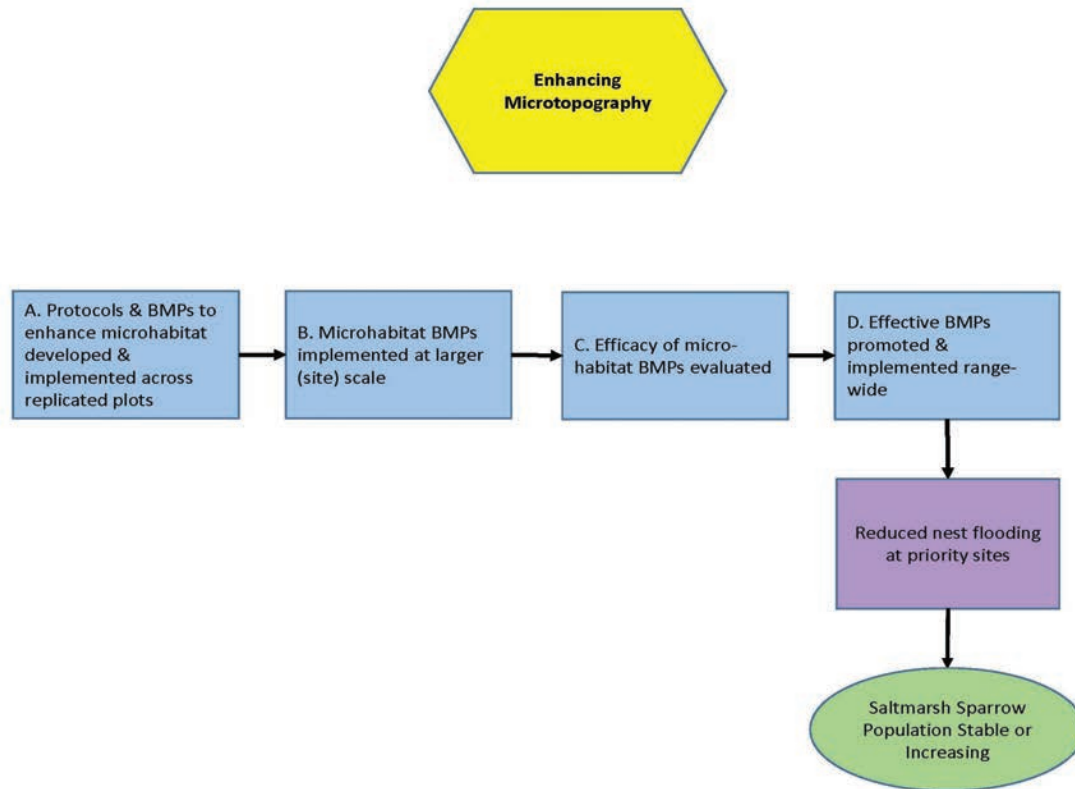 Enhancing
Microtopography
A. Protocols & BMPs to
enhance microhabitat
developed &
implemented across
replicated plots
B. Microhabitat BMPs
implemented at larger
(site) scale
C. Efficacy of micro-
habitat BMPs evaluated
D. Effective BMPs
promoted &
implemented range-
wide
Reduced nest flooding
at priority sites
Saltmarsh Sparrow
Population Stable or
Increasing